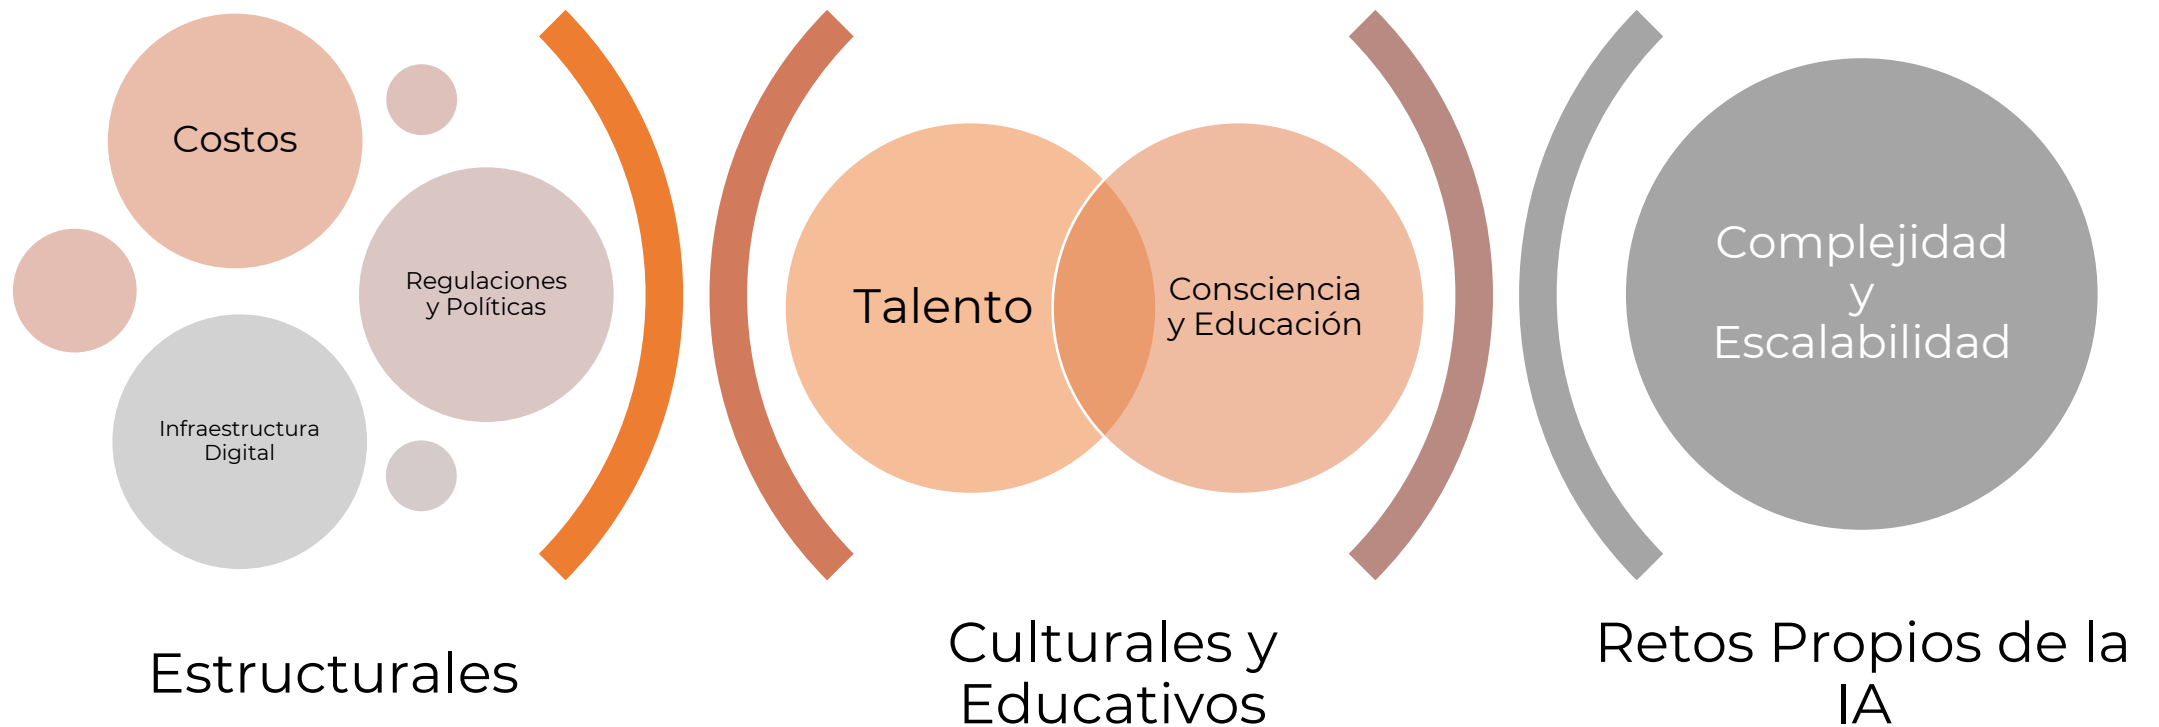 Costos
Regulaciones
y Políticas
Infraestructura
Digital
Estructurales
Talento
Consciencia
y Educación
Culturales y
Educativos
Complejidad
y
Escalabilidad
Retos Propios de la
IA